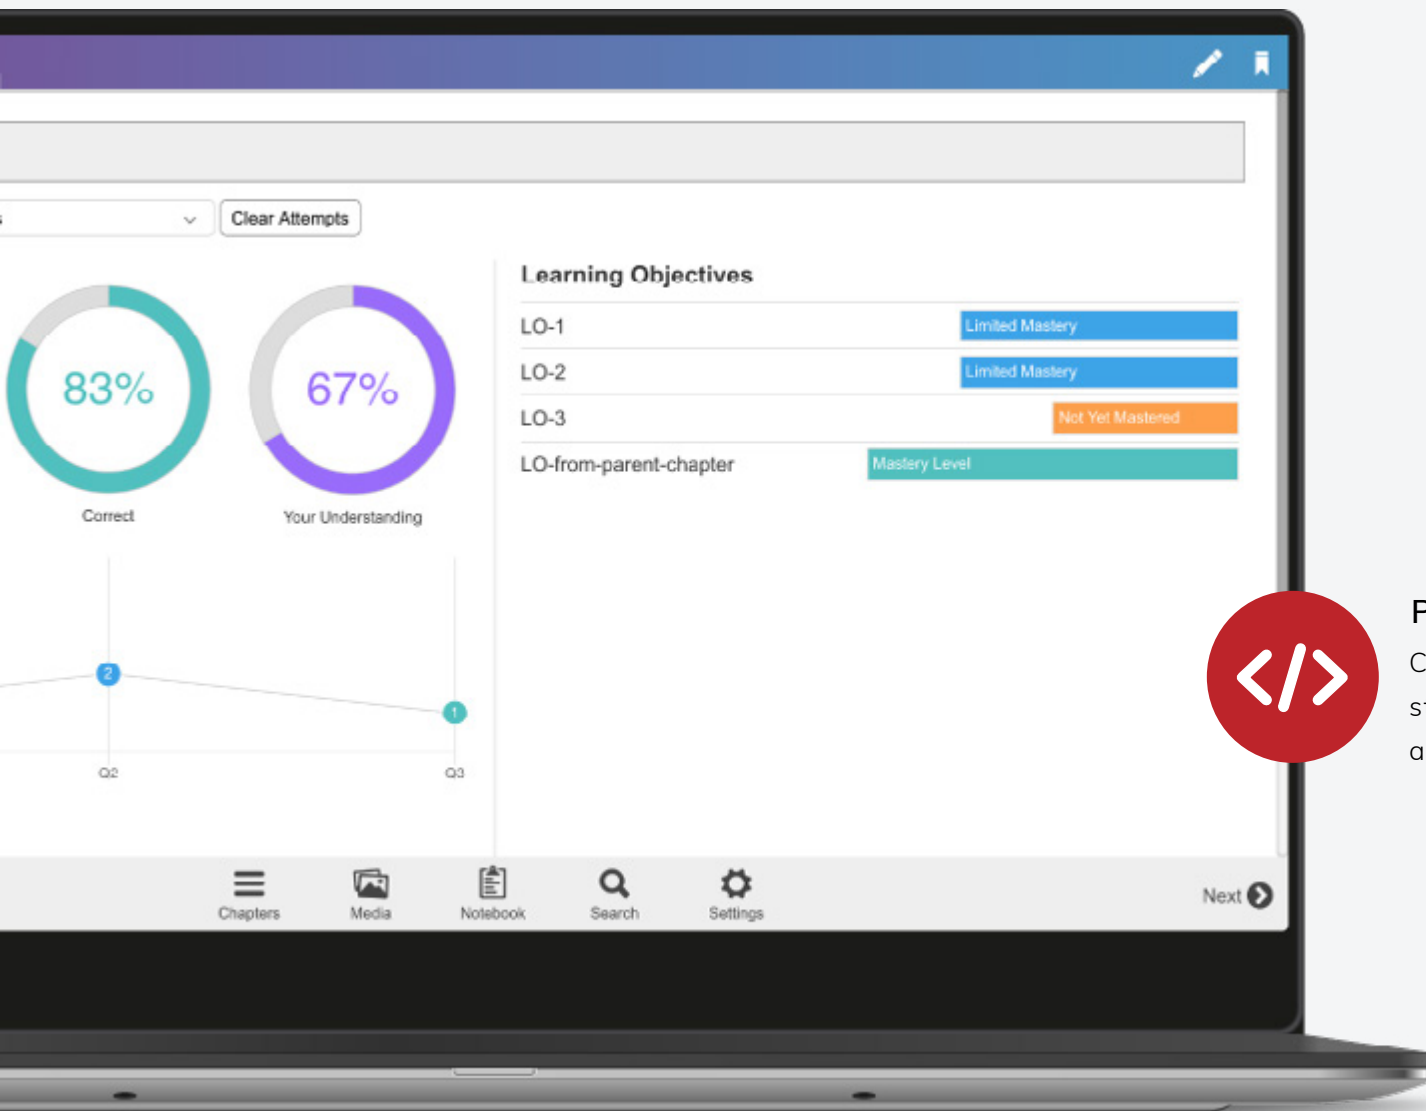 Clear Attempts
Learning Objectives
LO-1 Limited Mastery
LO-2 Limited Mastery
LO-3 Not Yet Mastered
LO-from-parent-chapter Mastery Level
83%
67%
Correct
Your Understanding
2
1
Q2
Q3
</>
Chapters
Media
Notebook
Search
Settings
Next